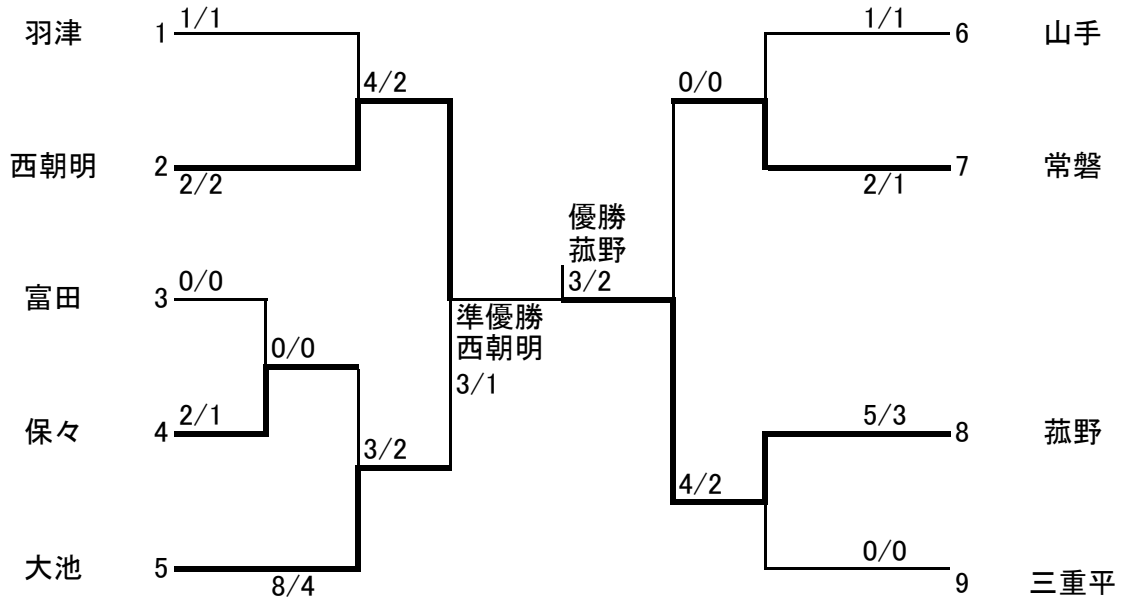 羽津 1 1/1
西朝明 2 2/2
4/2
富田 3 0/0
0/0
保々 4 2/1
3/2
大池 5 8/4
優勝
菰野
3/2
準優勝
西朝明
3/1
1/1 6 山手
0/0
2/1 7 常磐
5/3 8 菰野
4/2
0/0 9 三重平